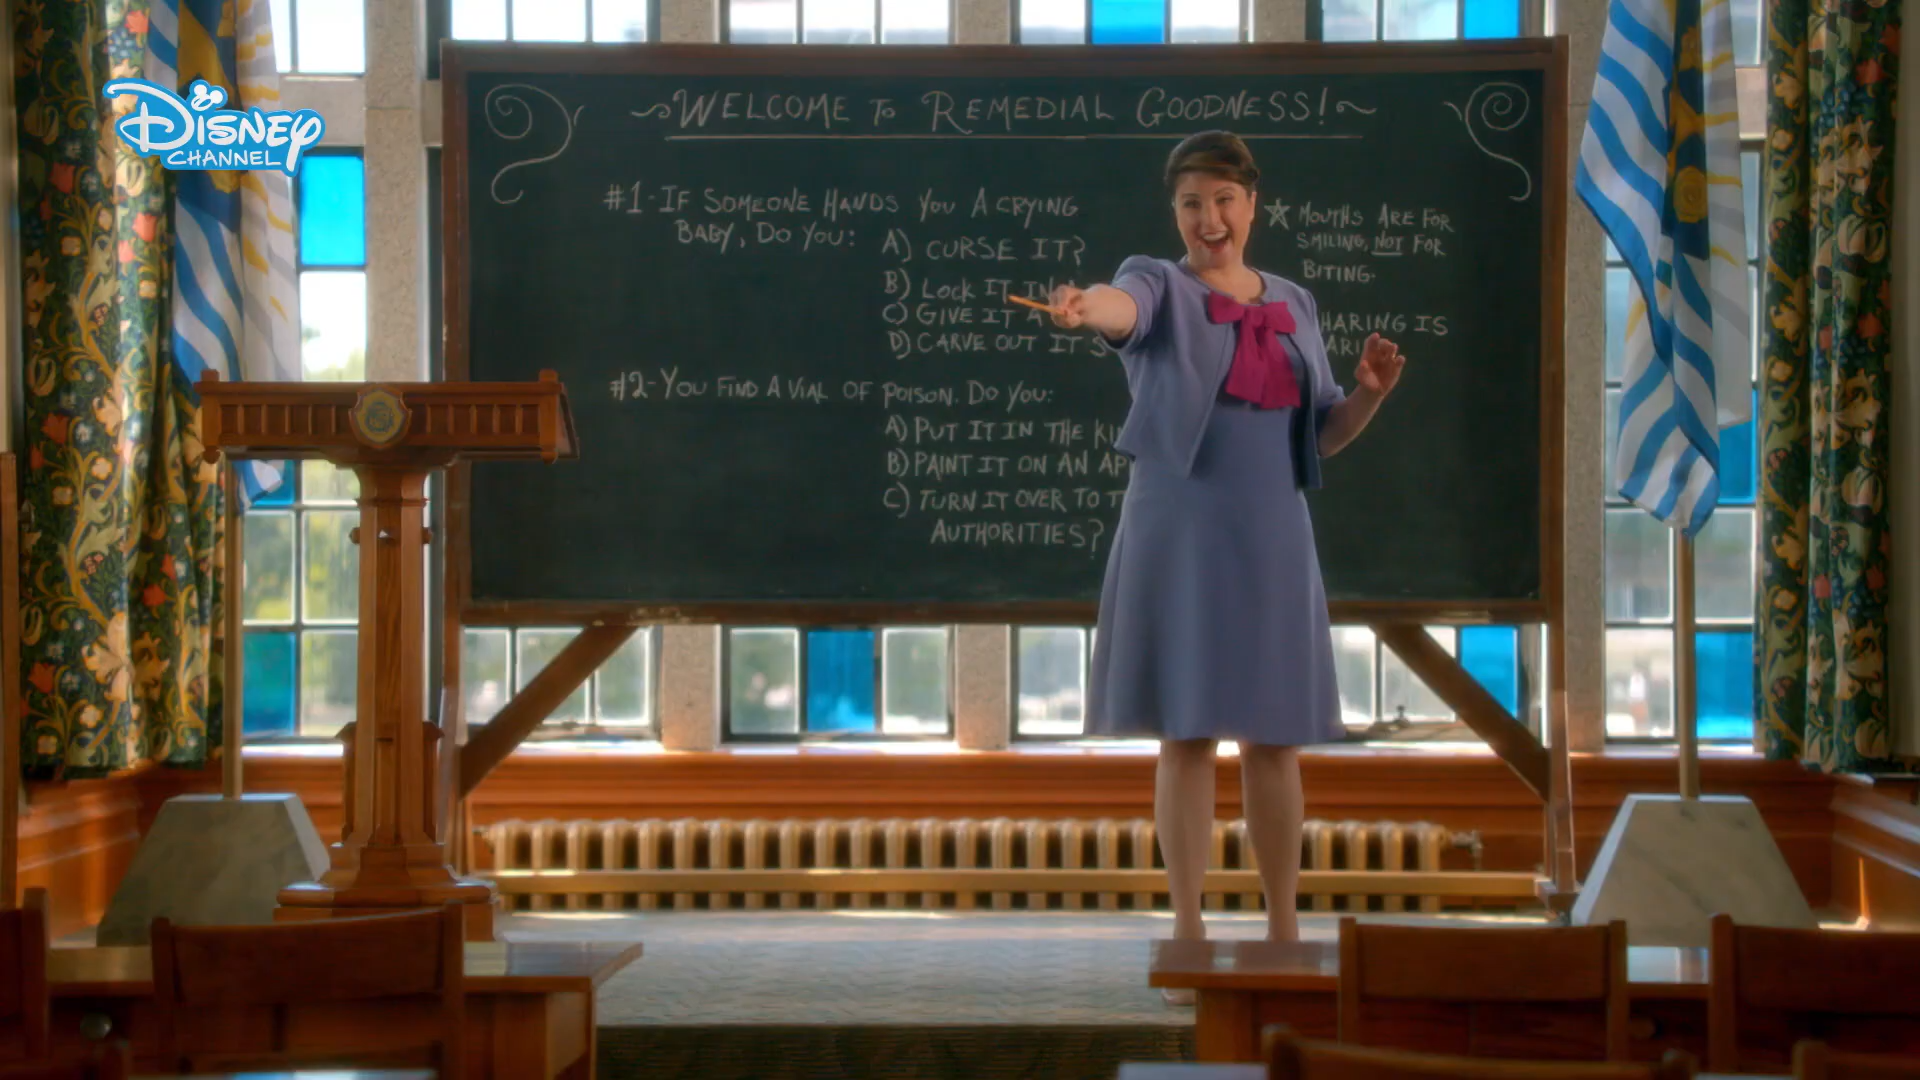 DISNEY
CHANNEL
WELCOME TO REMEDIAL GOODNESS!
#1-IF SOMEONE HANDS YOU A CRYING
BABY, DO YOU:
A) CURSE IT?
B) LOCK IT IN
C) GIVE IT A
D) CARVE OUT IT'S
#2-YOU FIND A VIAL OF POISON. DO YOU:
A) PUT IT IN THE
B) PAINT IT ON AN
C) TURN IT OVER TO
AUTHORITIES?
☆ MOUTHS ARE FOR
SMILING, NOT FOR
BITING.
HARING IS